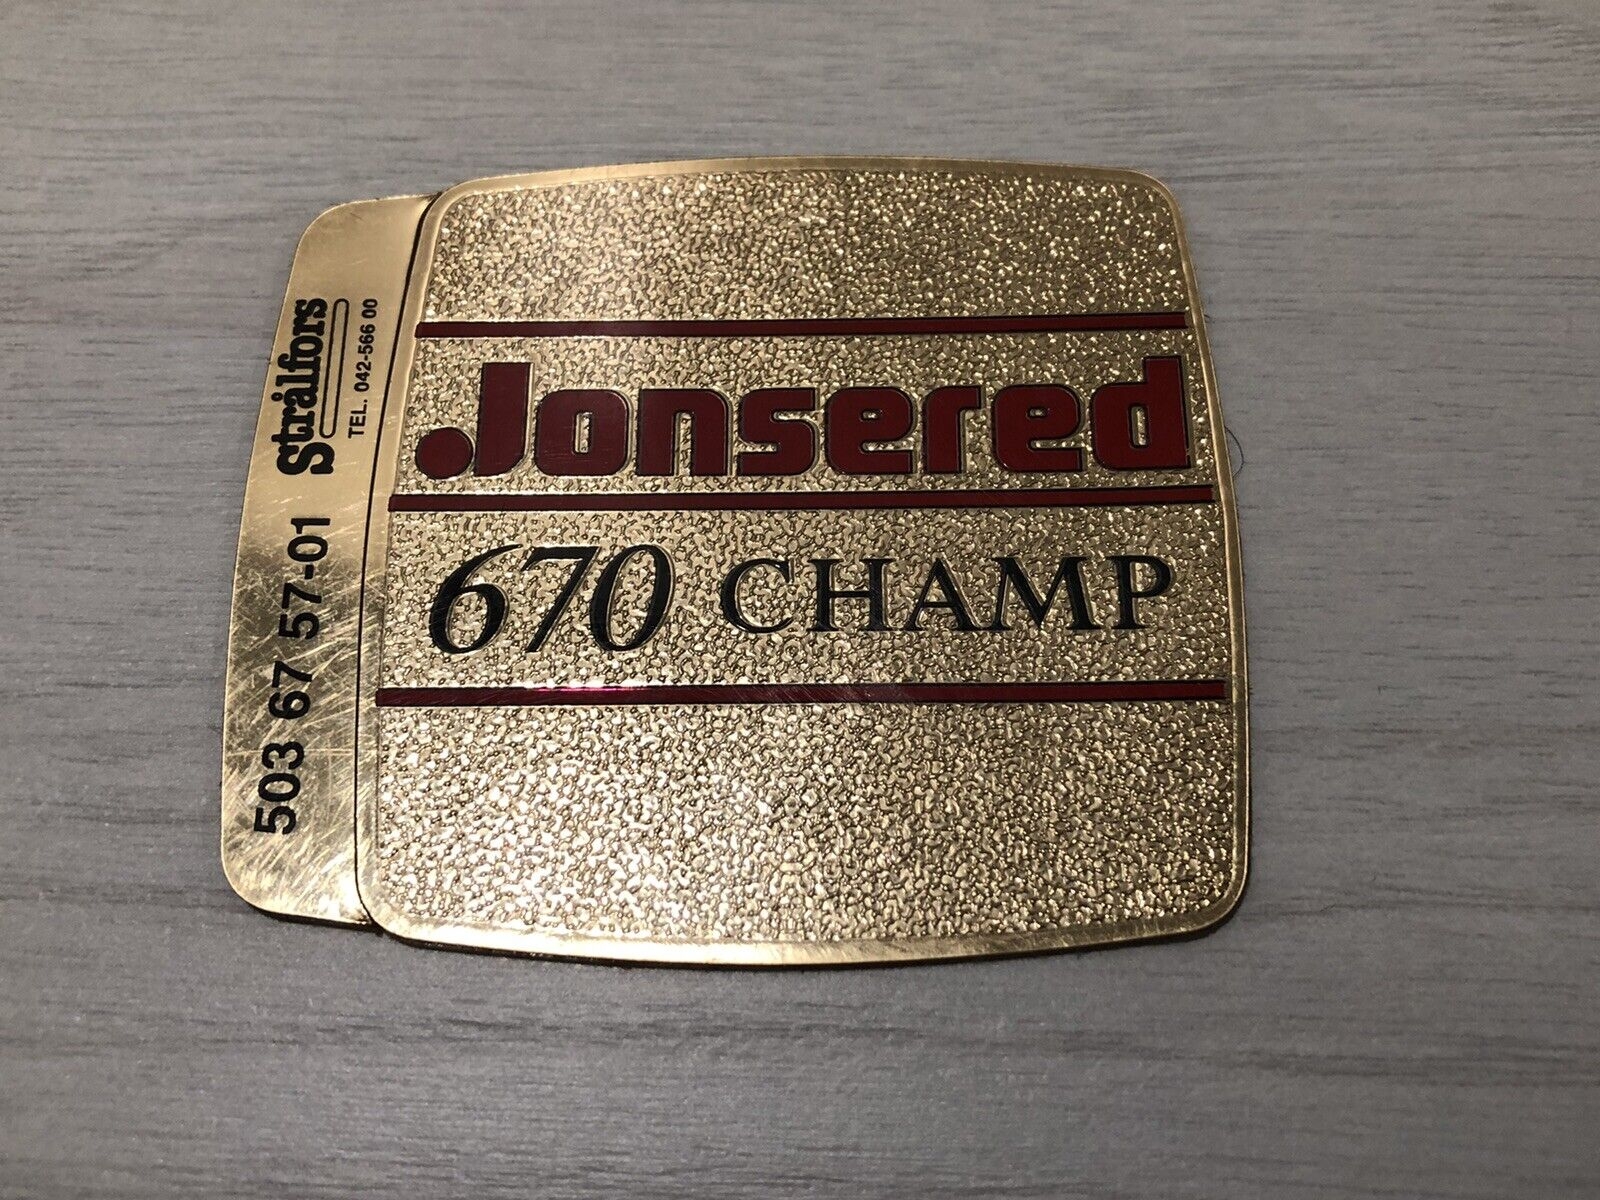 Jonsered
670 CHAMP
503 67 57-01
Strålfors
TEL. 042-566 00